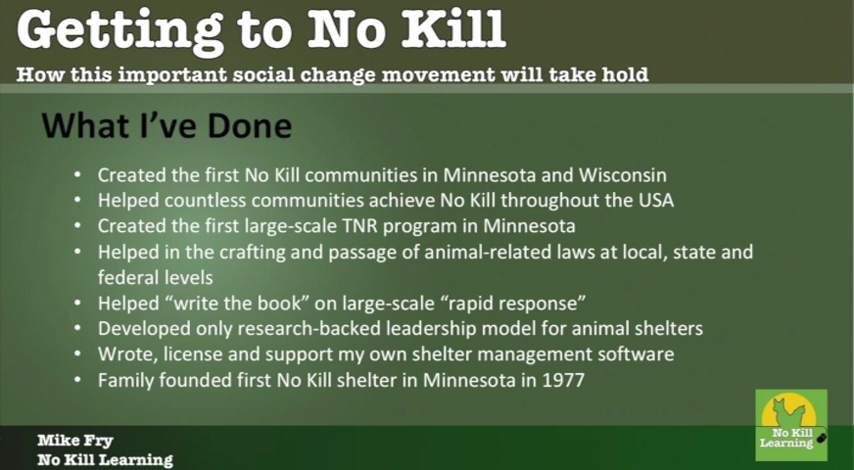 Getting to No Kill
How this important social change movement will take hold
What I've Done
• Created the first No Kill communities in Minnesota and Wisconsin
• Helped countless communities achieve No Kill throughout the USA
• Created the first large-scale TNR program in Minnesota
• Helped in the crafting and passage of animal-related laws at local, state and
federal levels
• Helped “write the book” on large-scale “rapid response”
• Developed only research-backed leadership model for animal shelters
• Wrote, license and support my own shelter management software
• Family founded first No Kill shelter in Minnesota in 1977
Mike Fry
No Kill Learning
No Kill
Learning